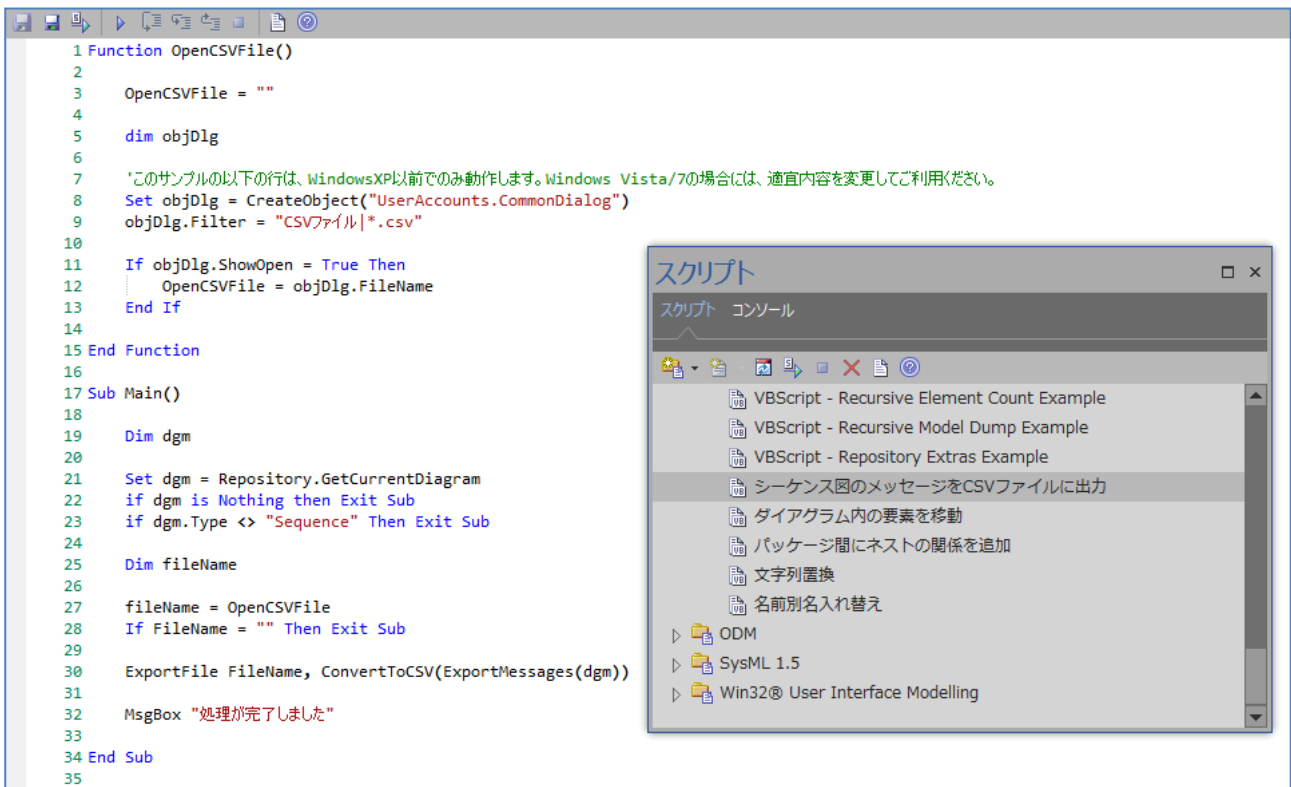 1 Function OpenCSVFile()
2
3 OpenCSVFile = ""
4
5 dim objDlg
6
7 'このサンプルの以下の行は、WindowsXP以前でのみ動作します。Windows Vista/7の場合には、適宜内容を変更してご利用ください。
8 Set objDlg = CreateObject("UserAccounts.CommonDialog")
9 objDlg.Filter = "CSVファイル|*.csv"
10
11 If objDlg.ShowOpen = True Then
12 OpenCSVFile = objDlg.FileName
13 End If
14
15 End Function
16
17 Sub Main()
18
19 Dim dgm
20
21 Set dgm = Repository.GetCurrentDiagram
22 if dgm is Nothing then Exit Sub
23 if dgm.Type <> "Sequence" Then Exit Sub
24
25 Dim fileName
26
27 fileName = OpenCSVFile
28 If FileName = "" Then Exit Sub
29
30 ExportFile FileName, ConvertToCSV(ExportMessages(dgm))
31
32 MsgBox "処理が完了しました"
33
34 End Sub
35
スクリプト
スクリプト コンソール
VBScript - Recursive Element Count Example
VBScript - Recursive Model Dump Example
VBScript - Repository Extras Example
シーケンス図のメッセージをCSVファイルに出力
ダイアグラム内の要素を移動
パッケージ間にネストの関係を追加
文字列置換
名前別名入れ替え
ODM
SysML 1.5
Win32® User Interface Modelling